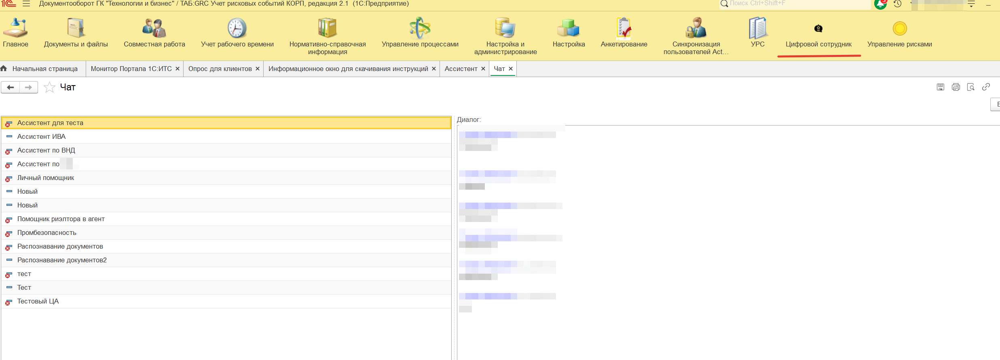 1С Документооборот ГК "Технологии и бизнес" / ТАБ:GRC Учет рисковых событий КОРП, редакция 2.1 (1С:Предприятие) Поиск Ctrl+Shift+F
Главное Документы и файлы Совместная работа Учет рабочего времени Нормативно-справочная информация Управление процессами Настройка и администрирование Настройка Анкетирование Синхронизация пользователей Act... УРС Цифровой сотрудник Управление рисками
Начальная страница Монитор Портала 1С:ИТС Опрос для клиентов Информационное окно для скачивания инструкций Ассистент Чат
Чат
Ассистент для теста
Ассистент ИВА
Ассистент по ВНД
Ассистент по
Личный помощник
Новый
Новый
Помощник риэлтора в агент
Промбезопасность
Распознавание документов
Распознавание документов2
тест
Тест
Тестовый ЦА
Диалог: